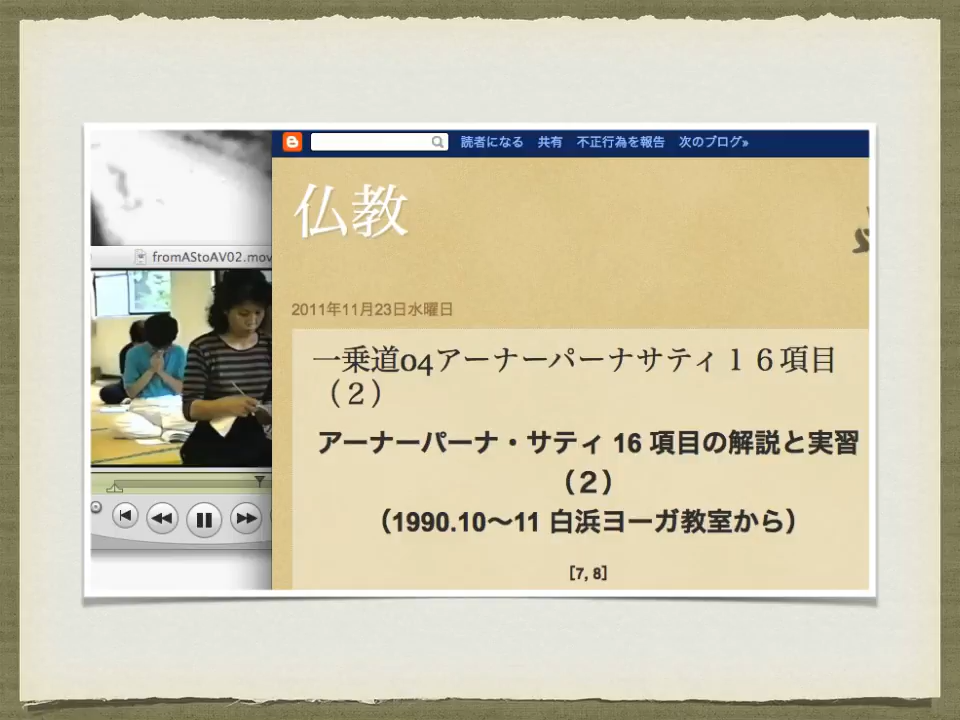 読者になる 共有 不正行為を報告 次のブログ»
仏教
fromAStoAV02.mov
2011年11月23日水曜日
一乗道04アーナーパーナサティ１６項目
（２）
アーナーパーナ・サティ 16 項目の解説と実習
（２）
（1990.10〜11 白浜ヨーガ教室から）
[7, 8]